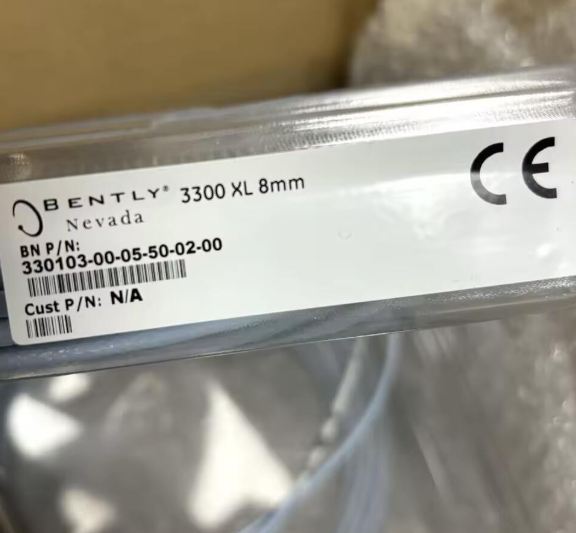 BENTLY® 3300 XL 8mm
Nevada
BN P/N:
330103-00-05-50-02-00
Cust P/N: N/A
CE